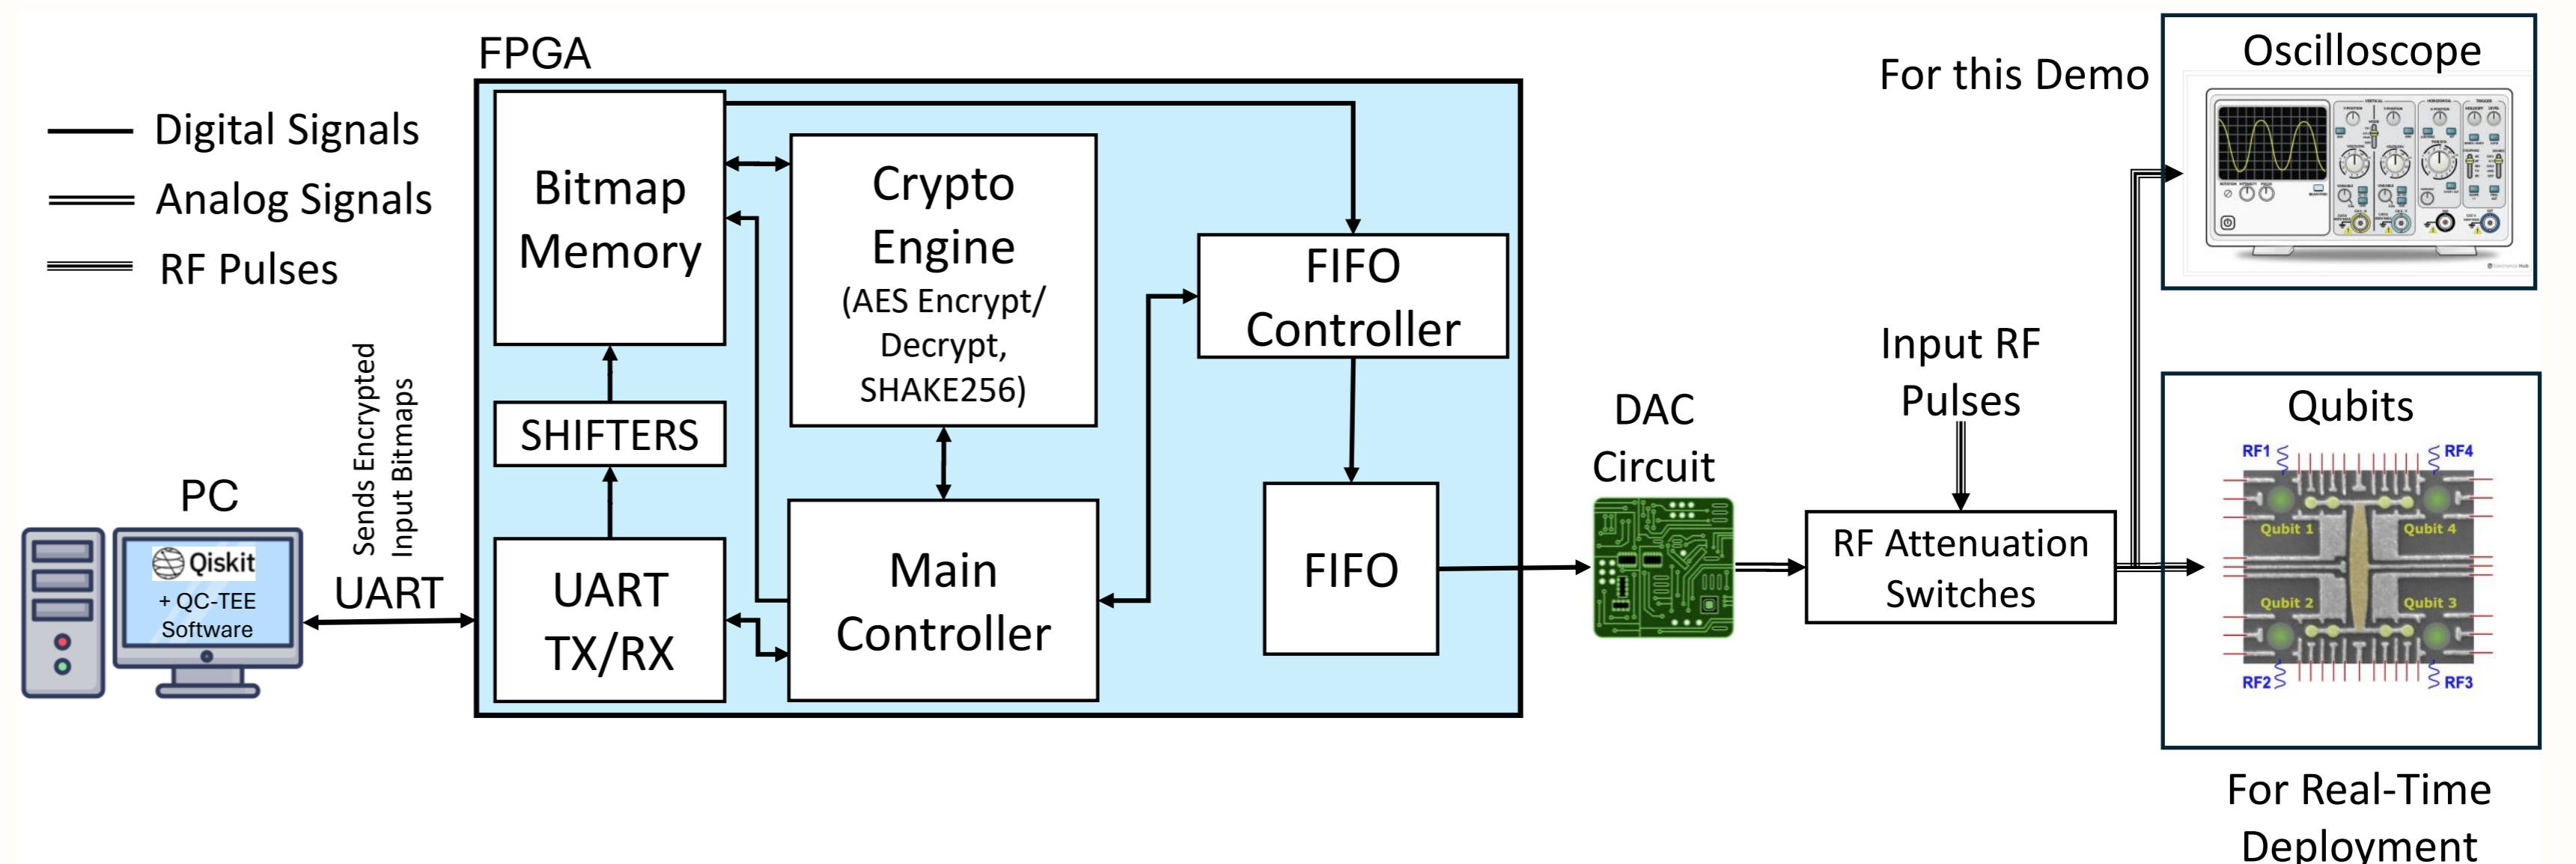 FPGA
Digital Signals
Analog Signals
RF Pulses
Sends Encrypted
Input Bitmaps
PC
Qiskit
+ QC-TEE
Software
UART
Bitmap
Memory
SHIFTERS
UART
TX/RX
Crypto
Engine
(AES Encrypt/
Decrypt,
SHAKE256)
Main
Controller
FIFO
Controller
FIFO
DAC
Circuit
Input RF
Pulses
RF Attenuation
Switches
For this Demo
Oscilloscope
Qubits
RF1
RF4
Qubit 1
Qubit 4
Qubit 2
Qubit 3
RF2
RF3
For Real-Time
Deployment